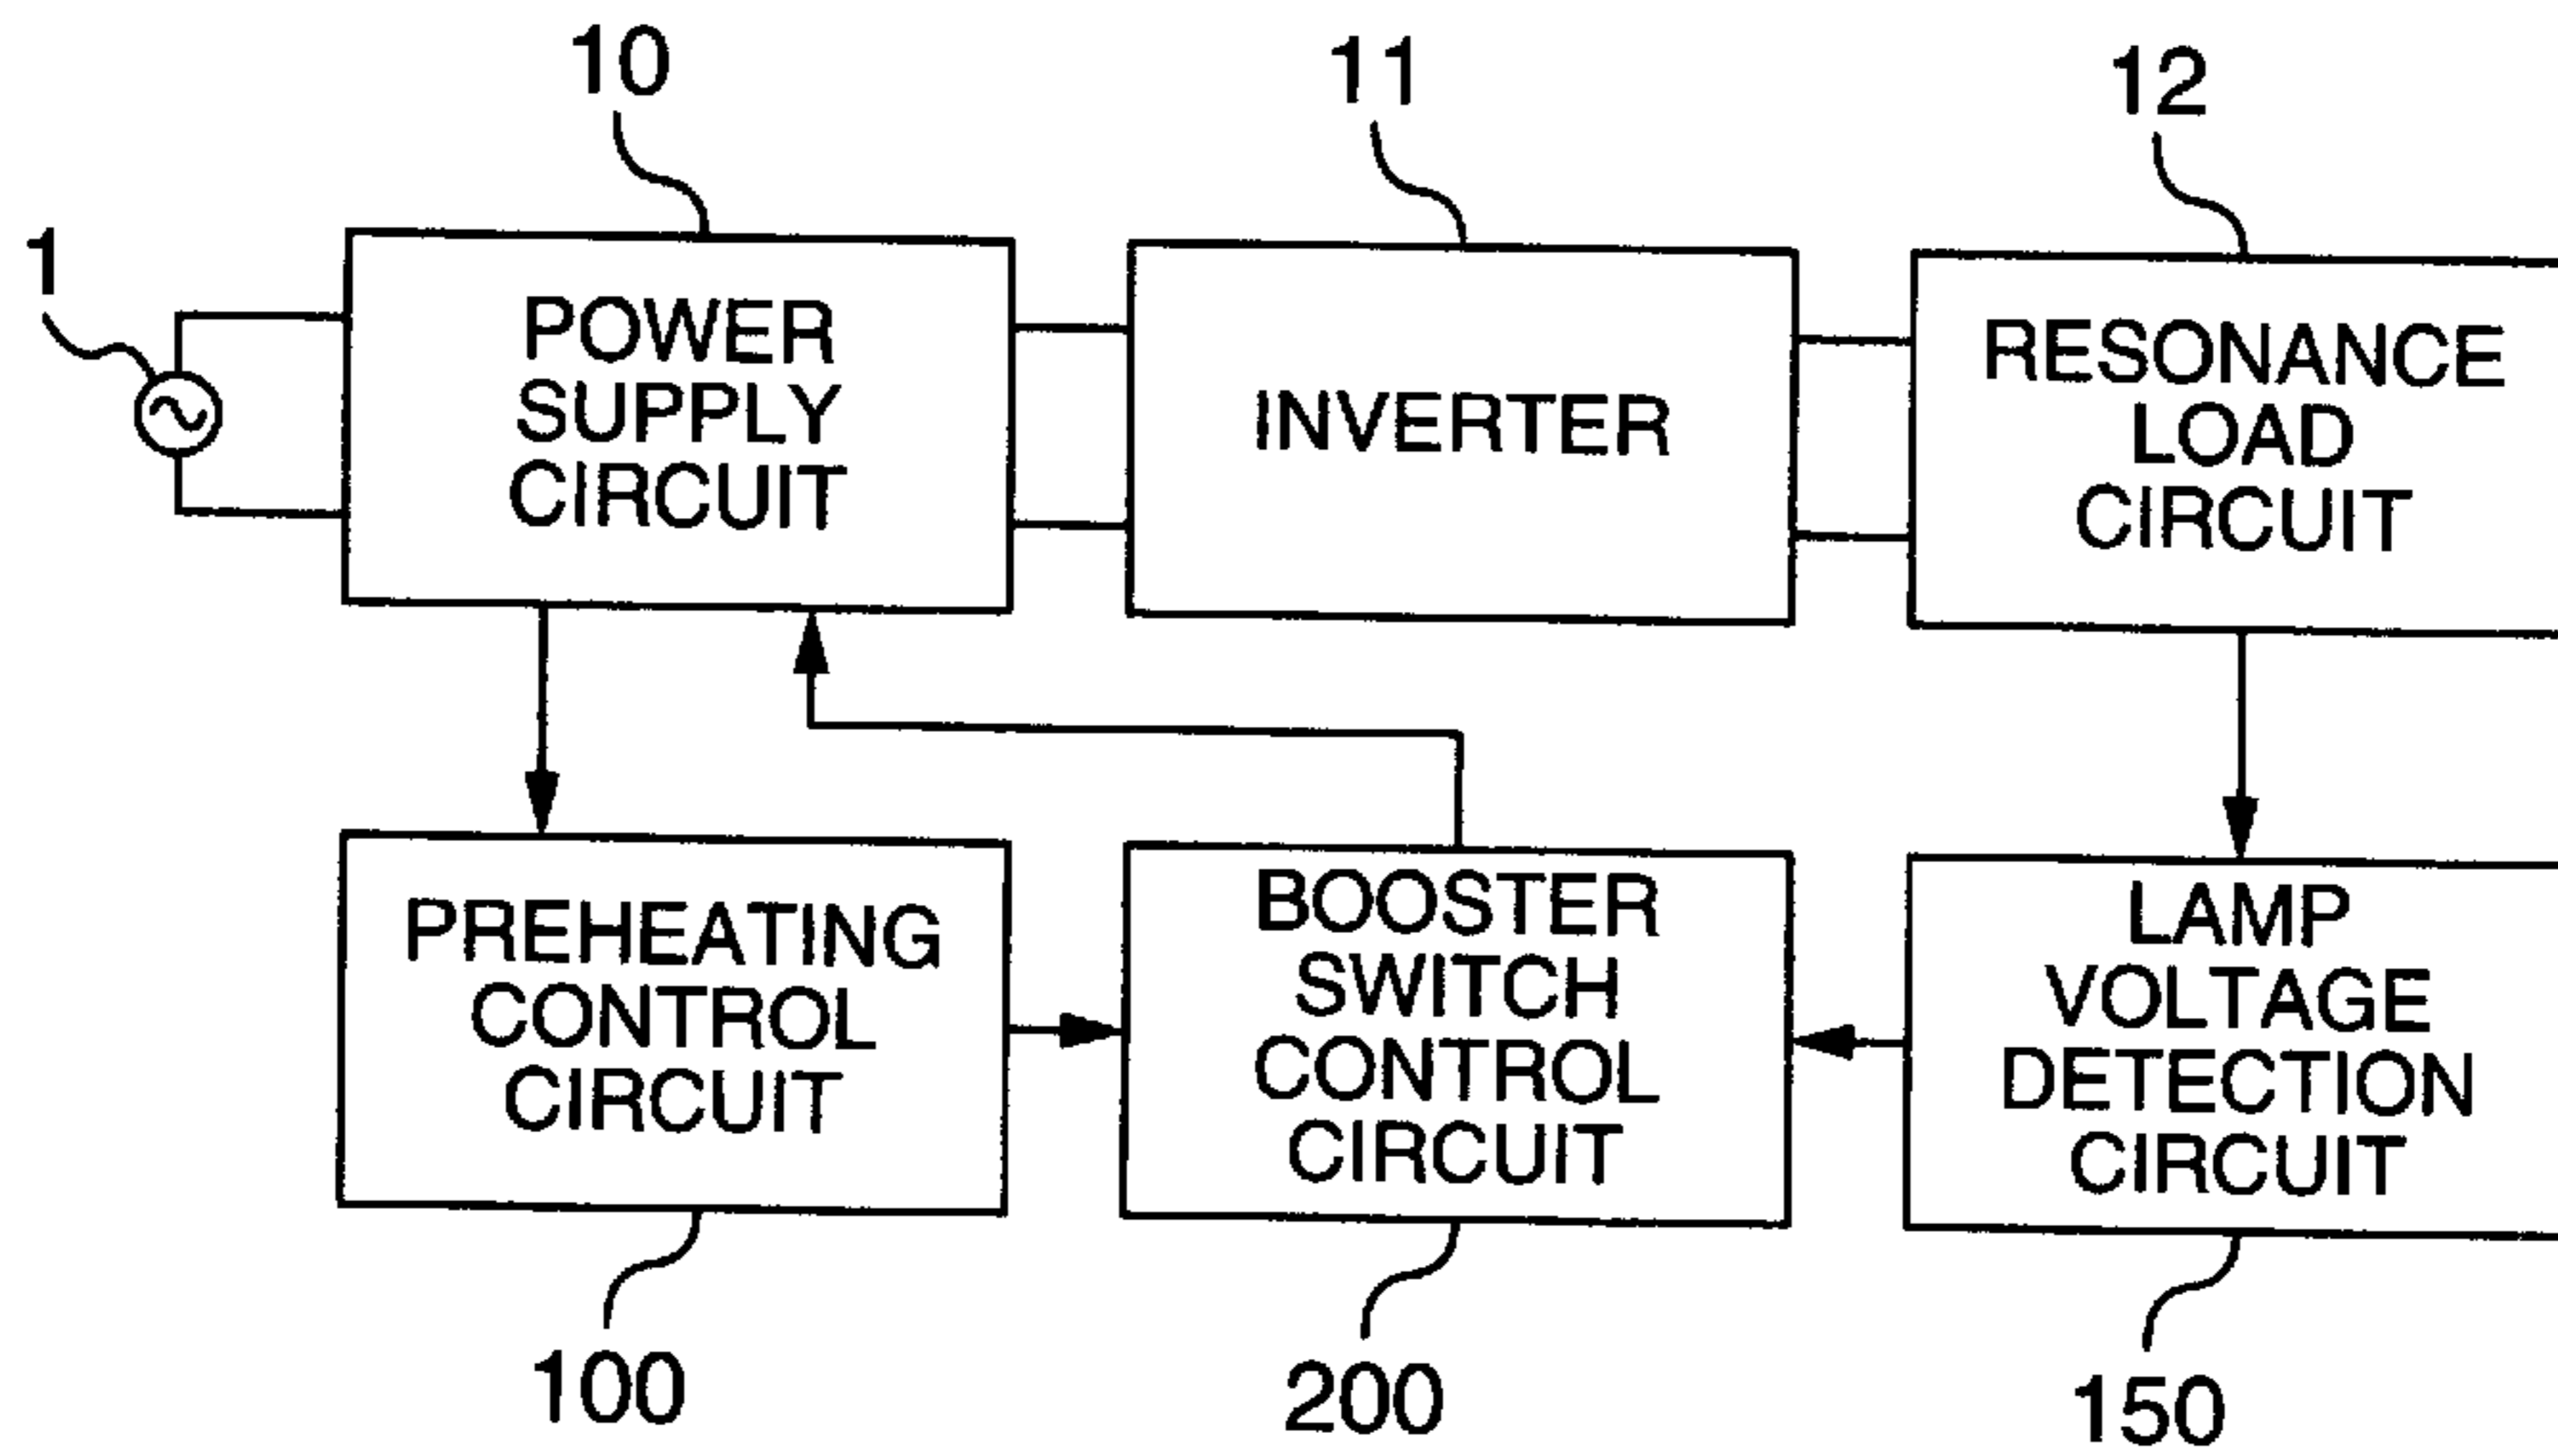 10
11
12
1
POWER
SUPPLY
CIRCUIT
INVERTER
RESONANCE
LOAD
CIRCUIT
PREHEATING
CONTROL
CIRCUIT
BOOSTER
SWITCH
CONTROL
CIRCUIT
LAMP
VOLTAGE
DETECTION
CIRCUIT
100
200
150